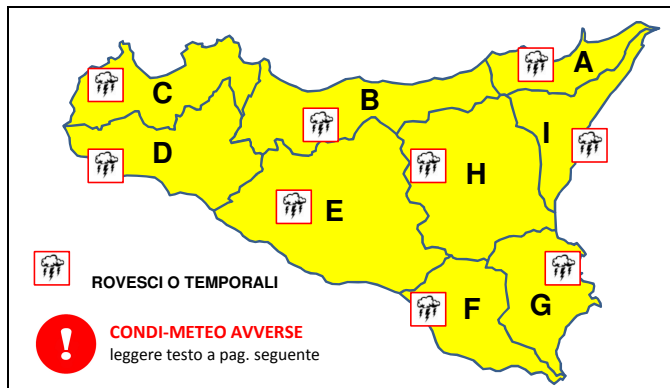 A
C
B
I
D
H
E
F
G
ROVESCI O TEMPORALI
!
CONDI-METEO AVVERSE
leggere testo a pag. seguente